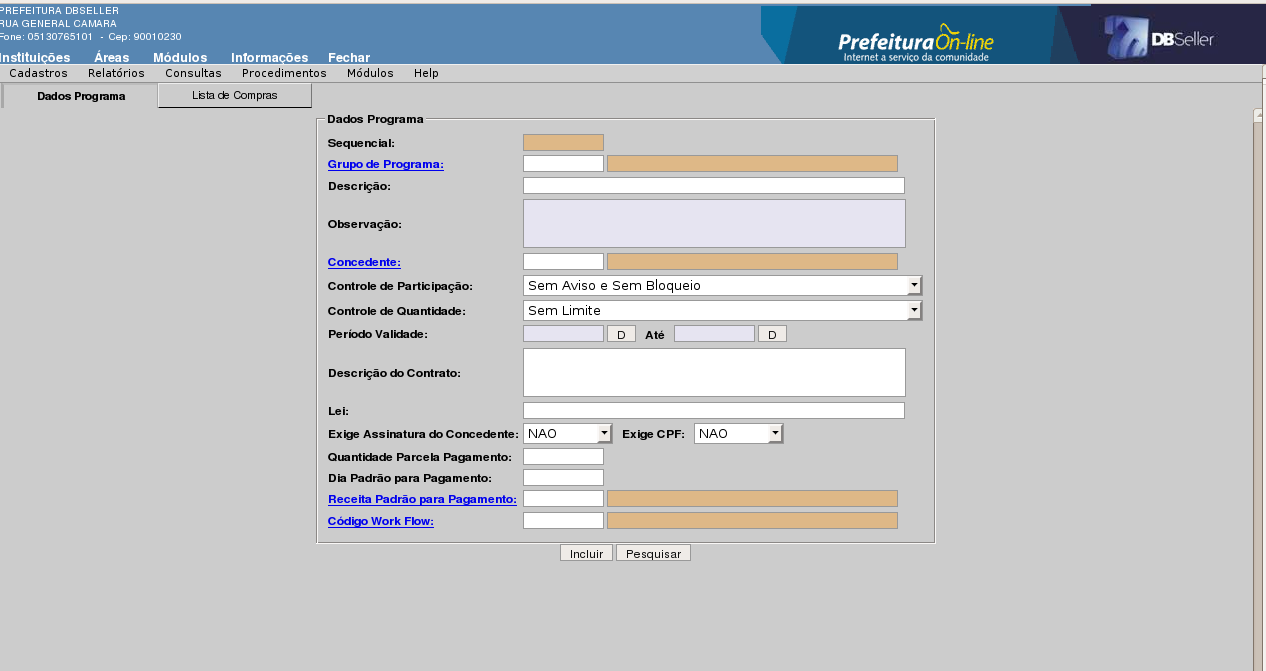 PREFEITURA DBSELLER
RUA GENERAL CAMARA
Fone: 05130765101 - Cep: 90010230
Instituições Áreas Módulos Informações Fechar
Prefeitura On-line
Internet a serviço da comunidade
DBSeller
Cadastros Relatórios Consultas Procedimentos Módulos Help
Dados Programa Lista de Compras
Dados Programa
Sequencial:
Grupo de Programa:
Descrição:
Observação:
Concedente:
Controle de Participação: Sem Aviso e Sem Bloqueio
Controle de Quantidade: Sem Limite
Período Validade: D Até D
Descrição do Contrato:
Lei:
Exige Assinatura do Concedente: NAO Exige CPF: NAO
Quantidade Parcela Pagamento:
Dia Padrão para Pagamento:
Receita Padrão para Pagamento:
Código Work Flow:
Incluir Pesquisar